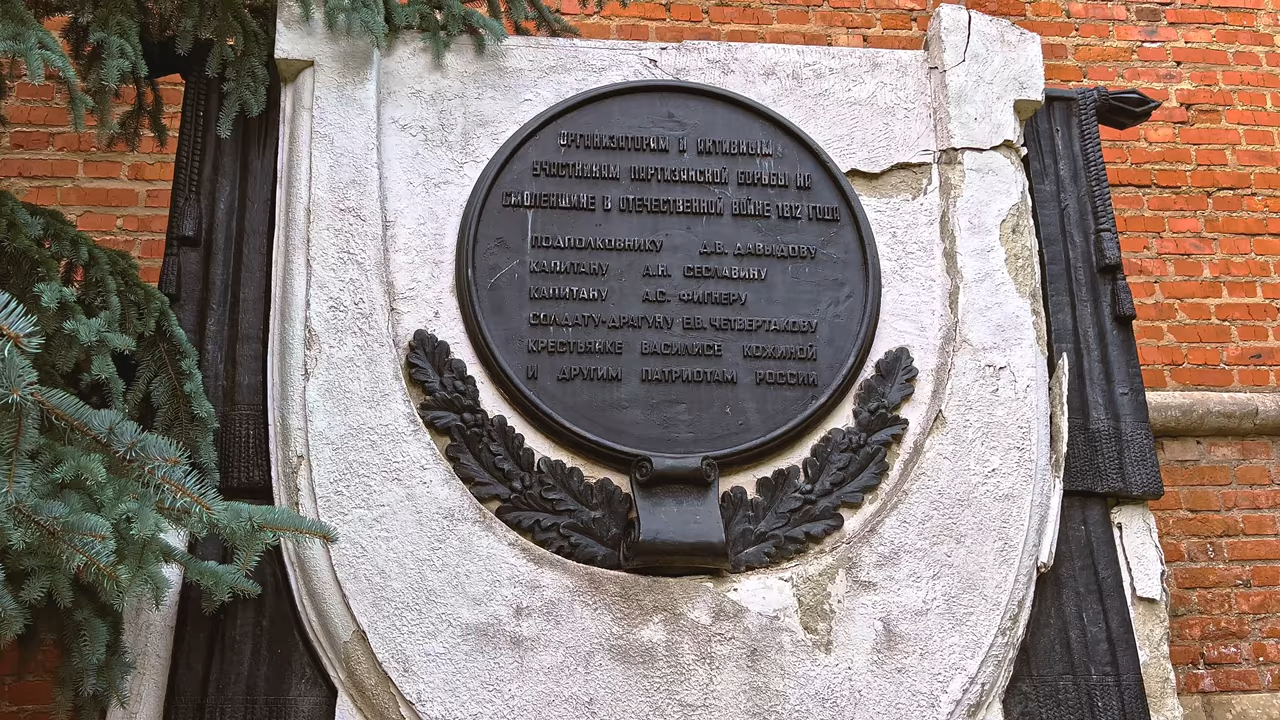 ОРГАНИЗАТОРАМ И АКТИВНЫМ
УЧАСТНИКАМ ПАРТИЗАНСКОЙ БОРЬБЫ НА
СМОЛЕНЩИНЕ В ОТЕЧЕСТВЕННОЙ ВОЙНЕ 1812 ГОДА
ПОДПОЛКОВНИКУ Д.В. ДАВЫДОВУ
КАПИТАНУ А.Н. СЕСЛАВИНУ
КАПИТАНУ А.С. ФИГНЕРУ
СОЛДАТУ-ДРАГУНУ Е.В. ЧЕТВЕРТАКОВУ
КРЕСТЬЯНКЕ ВАСИЛИСЕ КОЖИНОЙ
И ДРУГИМ ПАТРИОТАМ РОССИИ